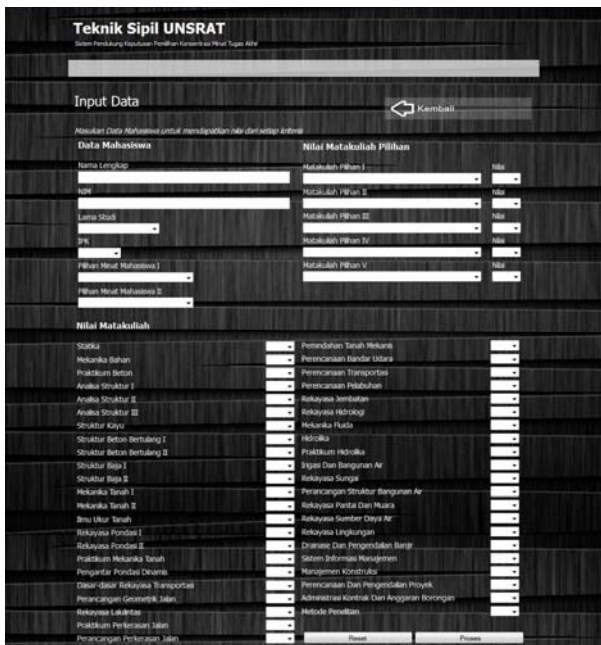 Teknik Sipil UNSRAT
Sistem Pendukung Keputusan Pemilihan Konsentrasi Minat Tugas Akhir
Input Data
Kembali
Masukan Data Mahasiswa untuk mendapatkan nilai dari setiap kriteria
Data Mahasiswa
Nama Lengkap
NIM
Lama Studi
IPK
Pilihan Minat Mahasiswa I
Pilihan Minat Mahasiswa II
Nilai Matakuliah Pilihan
Matakuliah Pilihan I Nilai
Matakuliah Pilihan II Nilai
Matakuliah Pilihan III Nilai
Matakuliah Pilihan IV Nilai
Matakuliah Pilihan V Nilai
Nilai Matakuliah
Statika
Mekanika Bahan
Praktikum Beton
Analisa Struktur I
Analisa Struktur II
Analisa Struktur III
Struktur Kayu
Struktur Beton Bertulang I
Struktur Beton Bertulang II
Struktur Baja I
Struktur Baja II
Mekanika Tanah I
Mekanika Tanah II
Ilmu Ukur Tanah
Rekayasa Pondasi I
Rekayasa Pondasi II
Praktikum Mekanika Tanah
Pengantar Pondasi Dinamis
Dasar-dasar Rekayasa Transportasi
Perancangan Geometrik Jalan
Rekayasa Lalulintas
Praktikum Perkerasan Jalan
Perancangan Perkerasan Jalan
Pemindahan Tanah Mekanis
Perencanaan Bandar Udara
Perencanaan Transportasi
Perencanaan Pelabuhan
Rekayasa Jembatan
Rekayasa Hidrologi
Mekanika Fluida
Hidrolika
Praktikum Hidrolika
Irigasi Dan Bangunan Air
Rekayasa Sungai
Perancangan Struktur Bangunan Air
Rekayasa Pantai Dan Muara
Rekayasa Sumber Daya Air
Rekayasa Lingkungan
Drainase Dan Pengendalian Banjir
Sistem Informasi Manajemen
Manajemen Konstruksi
Perencanaan Dan Pengendalian Proyek
Administrasi Kontrak Dan Anggaran Borongan
Metode Penelitian
Reset Proses